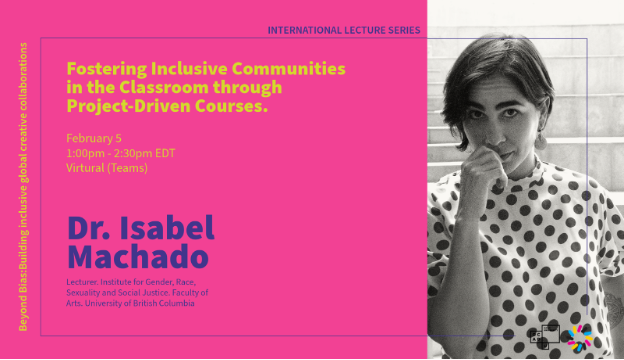 INTERNATIONAL LECTURE SERIES
Beyond Bias:Building inclusive global creative collaborations
Fostering Inclusive Communities
in the Classroom through
Project-Driven Courses.
February 5
1:00pm - 2:30pm EDT
Virtural (Teams)
Dr. Isabel
Machado
Lecturer. Institute for Gender, Race,
Sexuality and Social Justice. Faculty of
Arts. University of British Columbia